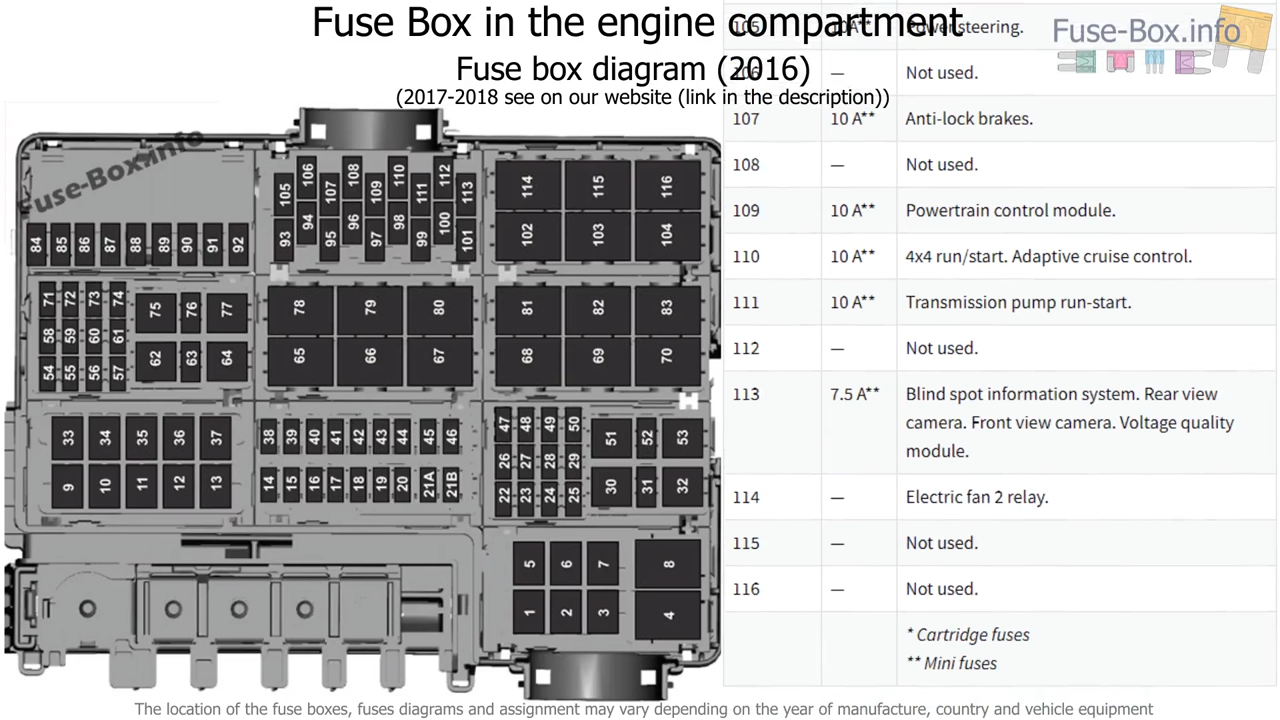 Fuse Box in the engine compartment
Fuse box diagram (2016)
(2017-2018 see on our website (link in the description))
Fuse-Box.info
105 10A** Power steering.
106 — Not used.
107 10 A** Anti-lock brakes.
108 — Not used.
109 10 A** Powertrain control module.
110 10 A** 4x4 run/start. Adaptive cruise control.
111 10 A** Transmission pump run-start.
112 — Not used.
113 7.5 A** Blind spot information system. Rear view
camera. Front view camera. Voltage quality
module.
114 — Electric fan 2 relay.
115 — Not used.
116 — Not used.
* Cartridge fuses
** Mini fuses
Fuse-Box.info
105 106 107 108 109 110 111 112 113
93 94 95 96 97 98 99 100 101
114 115 116
102 103 104
84 85 86 87 88 89 90 91 92
71 72 73 74 75 76 77
58 59 60 61
54 55 56 57 62 63 64
78 79 80
65 66 67
81 82 83
68 69 70
33 34 35 36 37
9 10 11 12 13
38 39 40 41 42 43 44 45 46
14 15 16 17 18 19 20 21A 21B
47 48 49 50 51 52 53
26 27 28 29
22 23 24 25 30 31 32
5 6 7 8
1 2 3 4
The location of the fuse boxes, fuses diagrams and assignment may vary depending on the year of manufacture, country and vehicle equipment